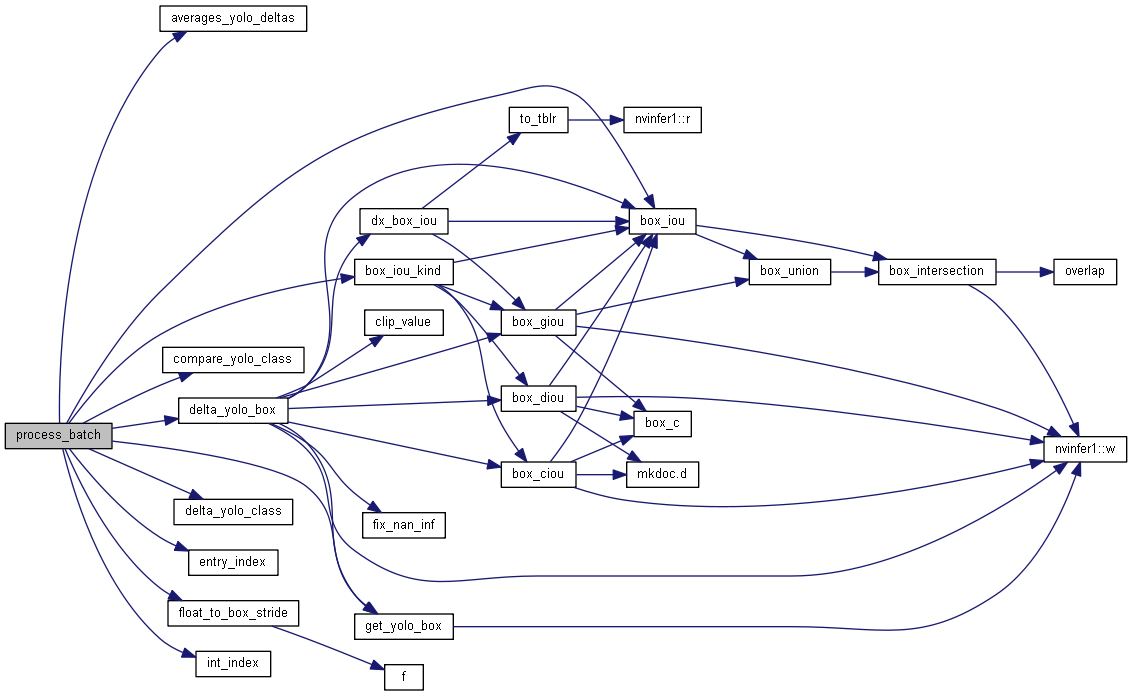 averages_yolo_deltas
to_tblr
nvinfer1::r
dx_box_iou
box_iou
box_iou_kind
box_union
box_intersection
overlap
clip_value
box_giou
compare_yolo_class
delta_yolo_box
box_diou
box_c
process_batch
nvinfer1::w
box_ciou
mkdoc.d
delta_yolo_class
fix_nan_inf
entry_index
float_to_box_stride
get_yolo_box
int_index
f